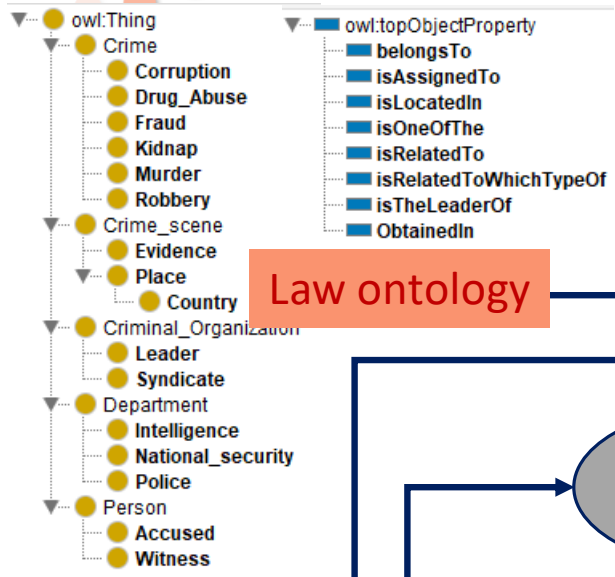 owl:Thing
Crime
Corruption
Drug_Abuse
Fraud
Kidnap
Murder
Robbery
Crime_scene
Evidence
Place
Country
Criminal_Organization
Leader
Syndicate
Department
Intelligence
National_security
Police
Person
Accused
Witness
owl:topObjectProperty
belongsTo
isAssignedTo
isLocatedIn
isOneOfThe
isRelatedTo
isRelatedToWhichTypeOf
isTheLeaderOf
ObtainedIn
Law ontology